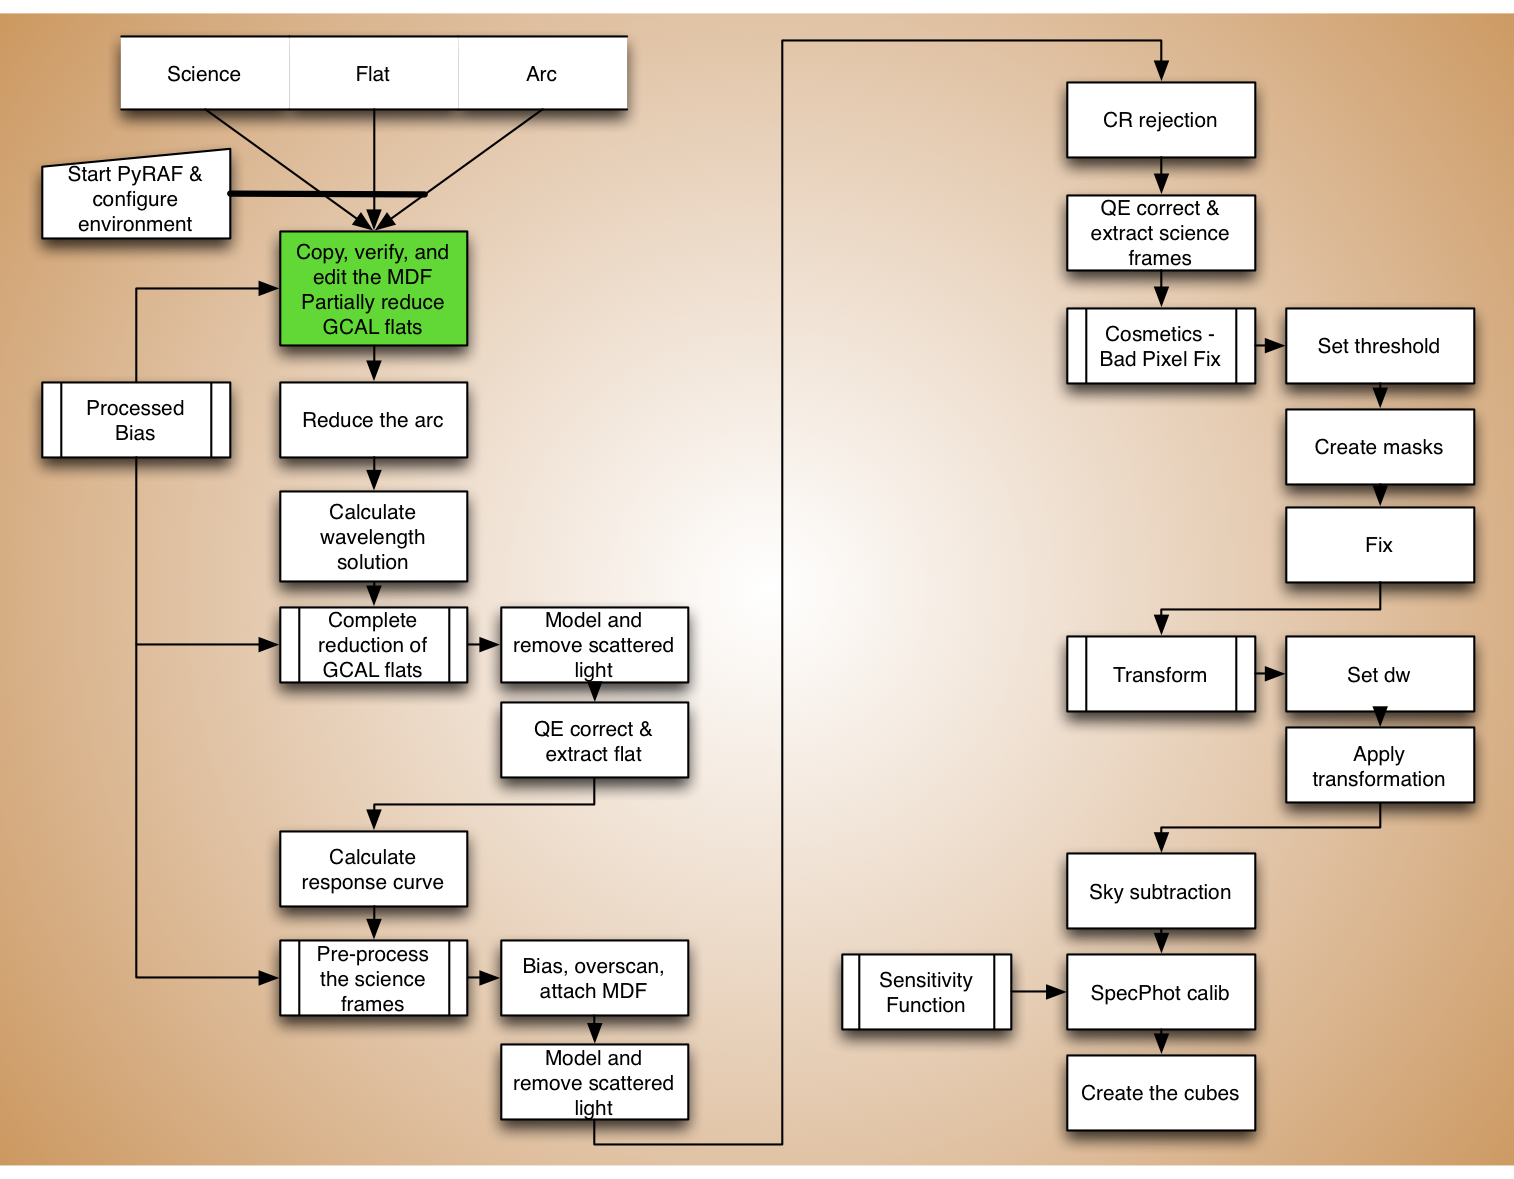 Science
Flat
Arc
Start PyRAF &
configure
environment
Copy, verify, and
edit the MDF
Partially reduce
GCAL flats
Processed
Bias
Reduce the arc
Calculate
wavelength
solution
Complete
reduction of
GCAL flats
Model and
remove scattered
light
QE correct &
extract flat
Calculate
response curve
Pre-process
the science
frames
Bias, overscan,
attach MDF
Model and
remove scattered
light
CR rejection
QE correct &
extract science
frames
Cosmetics -
Bad Pixel Fix
Set threshold
Create masks
Fix
Transform
Set dw
Apply
transformation
Sky subtraction
Sensitivity
Function
SpecPhot calib
Create the cubes